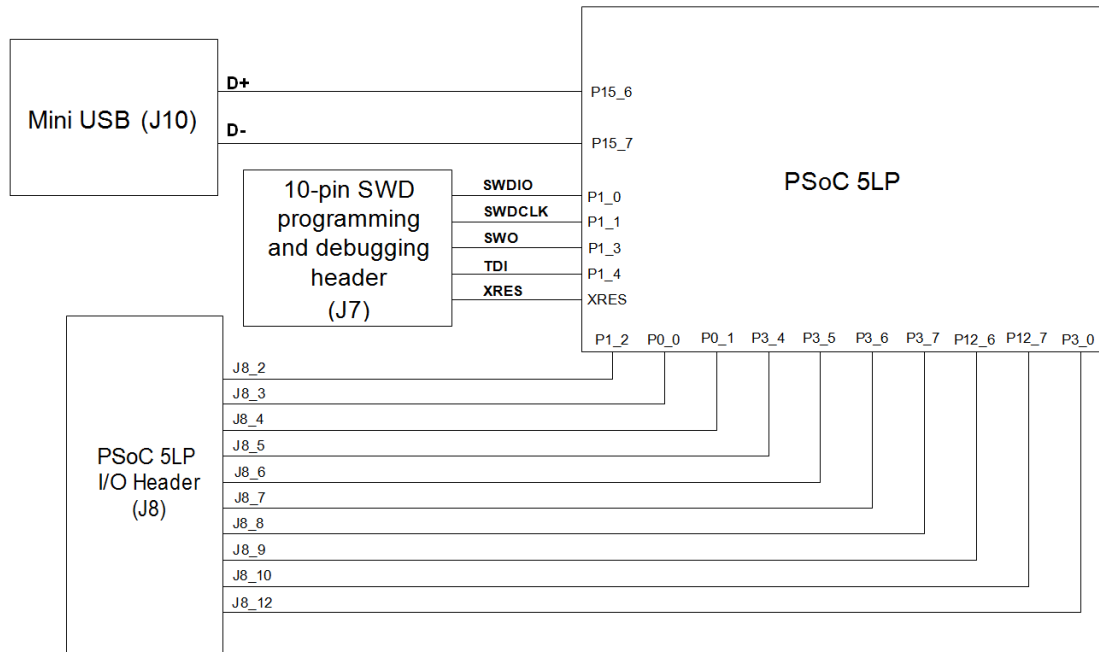 Mini USB (J10)
D+
D-
P15_6
P15_7
PSoC 5LP
10-pin SWD
programming
and debugging
header
(J7)
SWDIO
SWDCLK
SWO
TDI
XRES
P1_0
P1_1
P1_3
P1_4
XRES
P1_2 P0_0 P0_1 P3_4 P3_5 P3_6 P3_7 P12_6 P12_7 P3_0
PSoC 5LP
I/O Header
(J8)
J8_2
J8_3
J8_4
J8_5
J8_6
J8_7
J8_8
J8_9
J8_10
J8_12